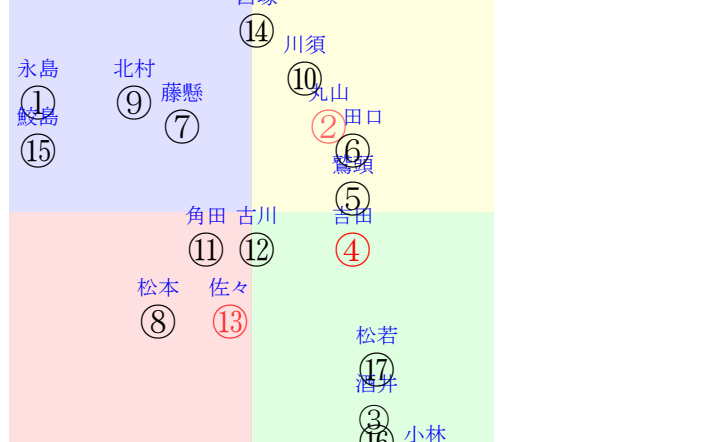 ⑭
川須
⑩
永島
①
北村
⑨
藤懸
⑦
丸山
②
田口
⑥
鮫島
⑮
鷲頭
⑤
角田
⑪
古川
⑫
吉田
④
松本
⑧
佐々
⑬
松若
⑰
酒井
③
⑯
小林